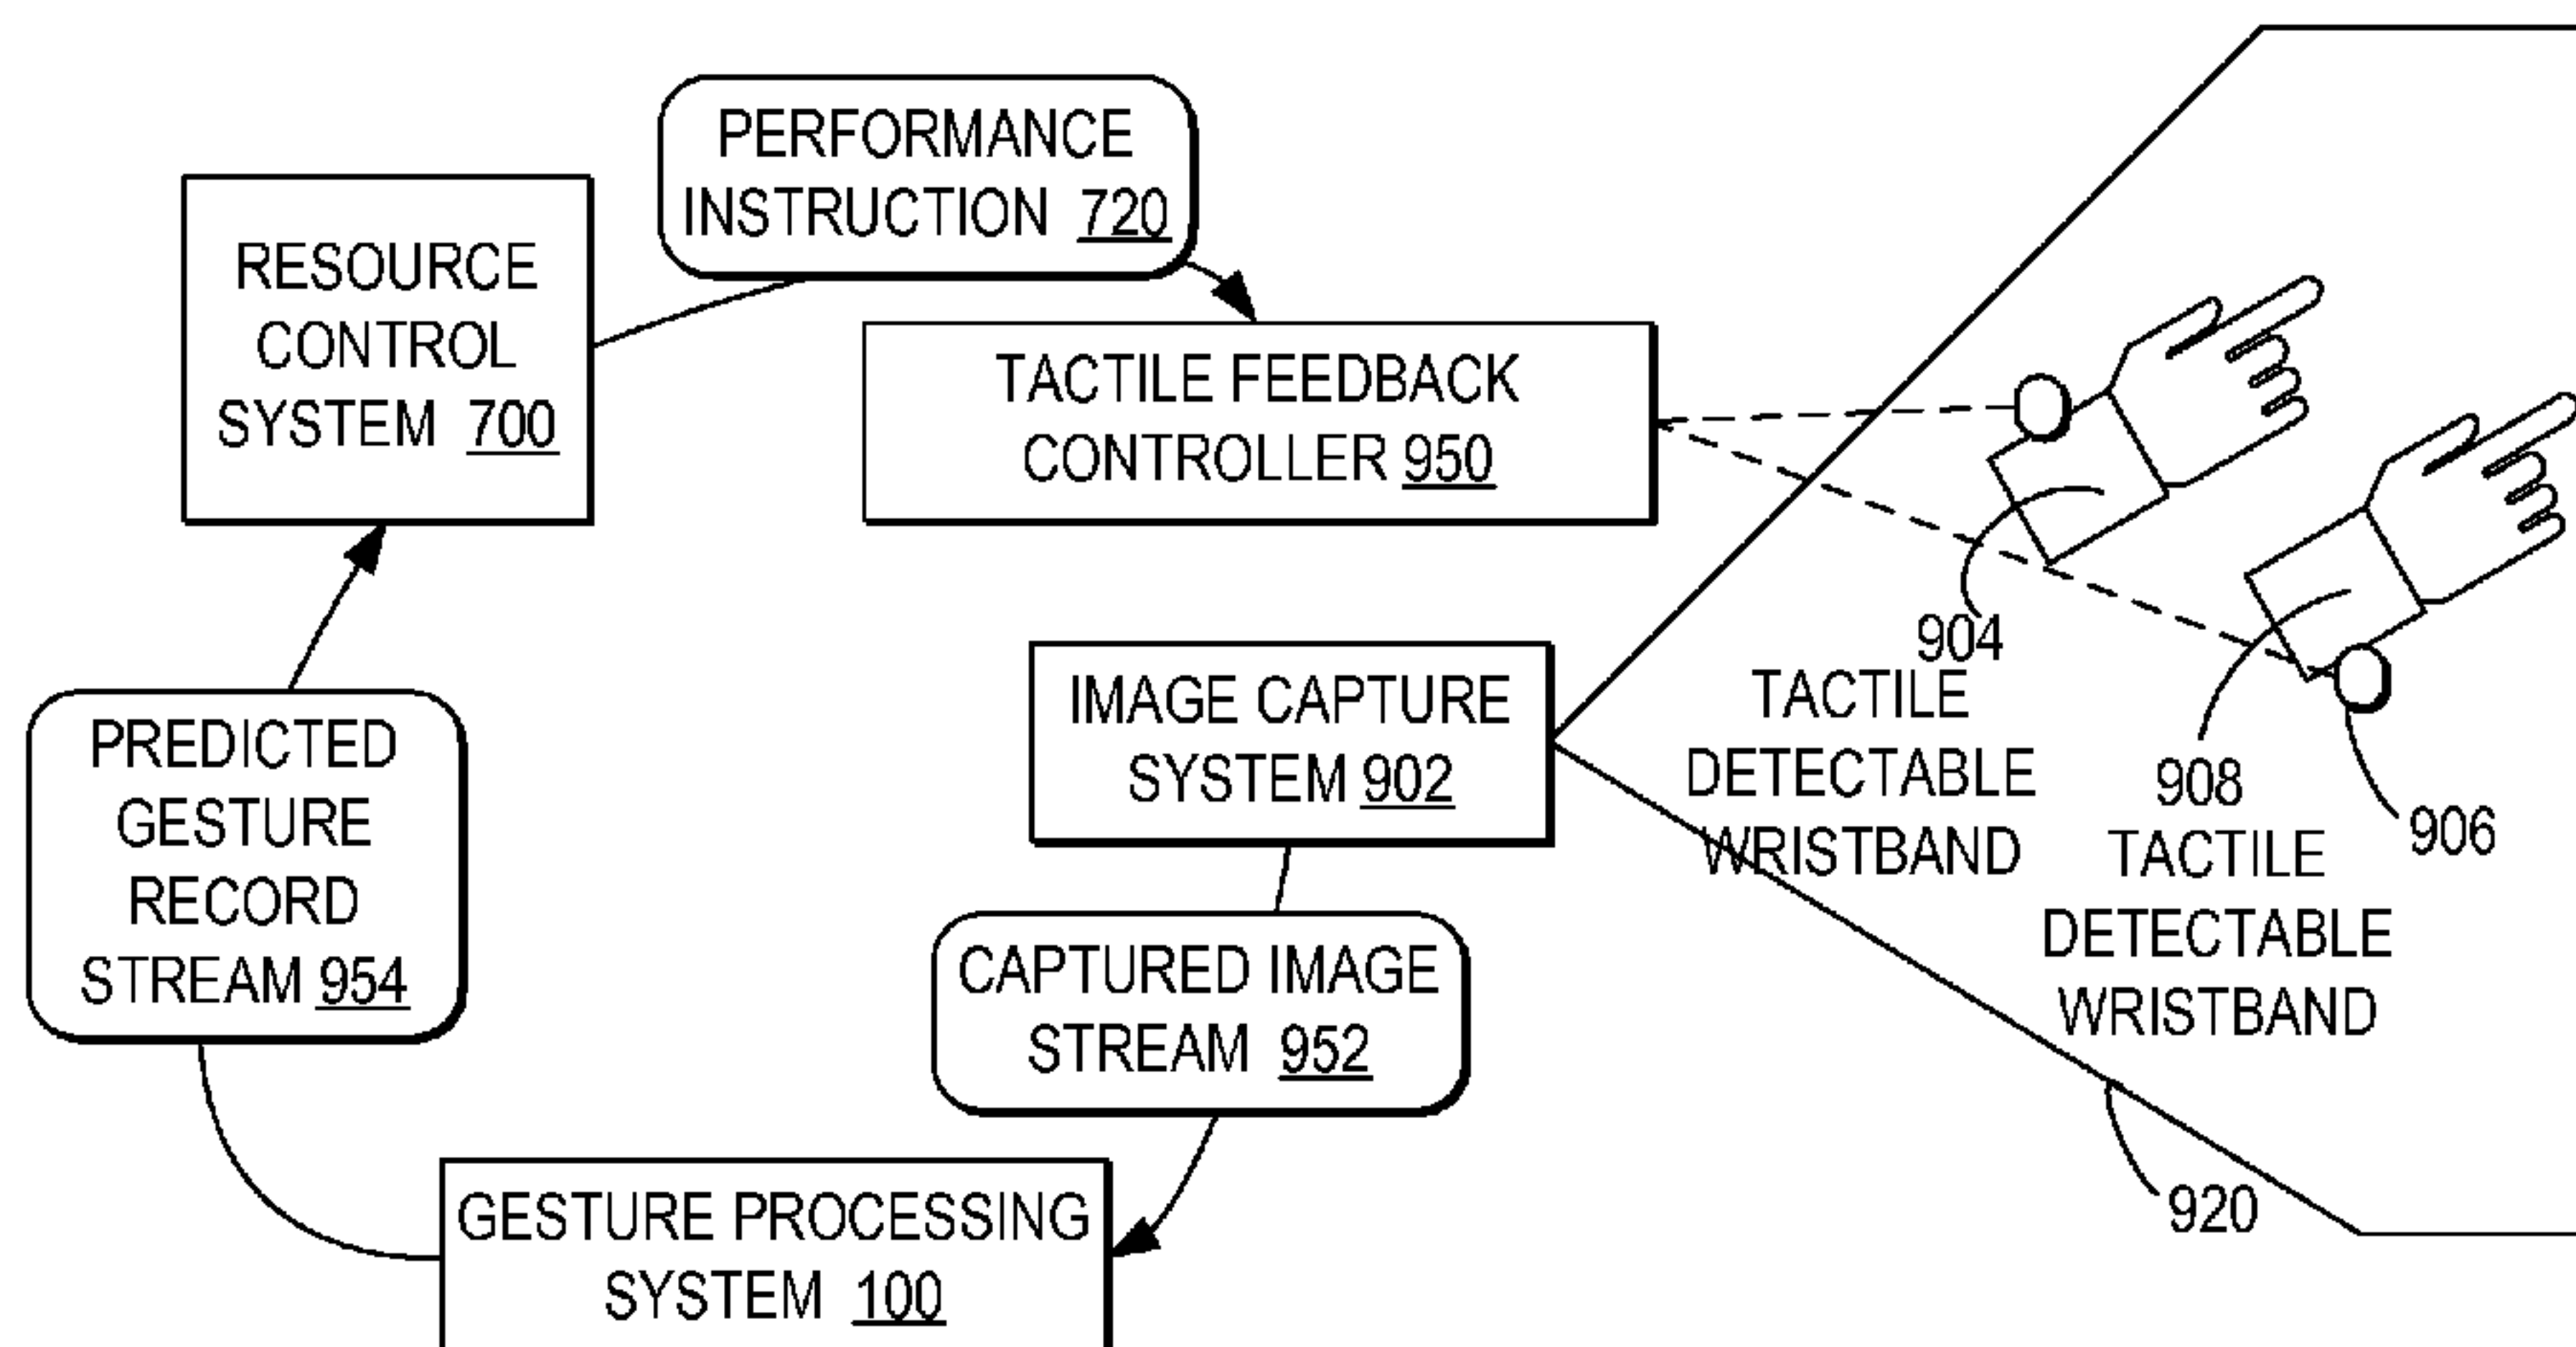 PERFORMANCE
INSTRUCTION 720
RESOURCE
CONTROL
SYSTEM 700
TACTILE FEEDBACK
CONTROLLER 950
904
TACTILE
DETECTABLE
WRISTBAND
IMAGE CAPTURE
SYSTEM 902
908
TACTILE
DETECTABLE
WRISTBAND
906
PREDICTED
GESTURE
RECORD
STREAM 954
CAPTURED IMAGE
STREAM 952
920
GESTURE PROCESSING
SYSTEM 100